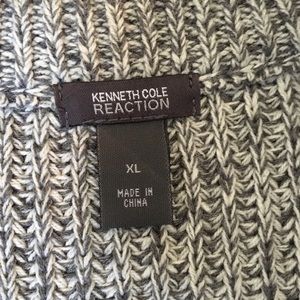 KENNETH COLE
REACTION
XL
MADE IN
CHINA